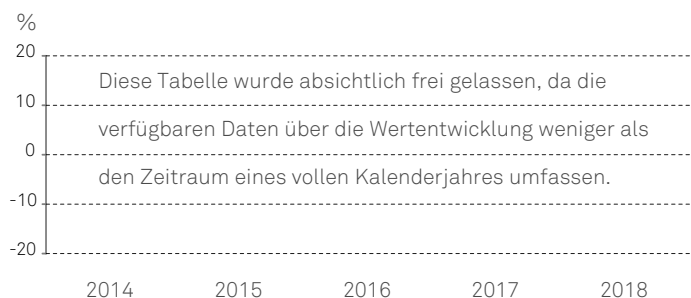 %
20
Diese Tabelle wurde absichtlich frei gelassen, da die
10
verfügbaren Daten über die Wertentwicklung weniger als
0
den Zeitraum eines vollen Kalenderjahres umfassen.
-10
-20
2014 2015 2016 2017 2018